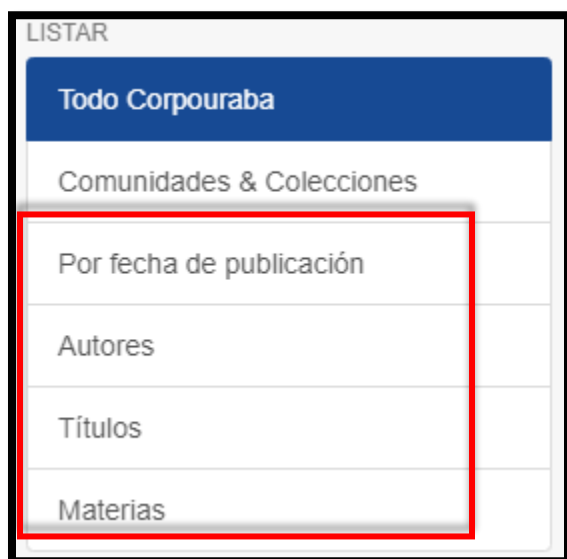 LISTAR
Todo Corpouraba
Comunidades & Colecciones
Por fecha de publicación
Autores
Títulos
Materias